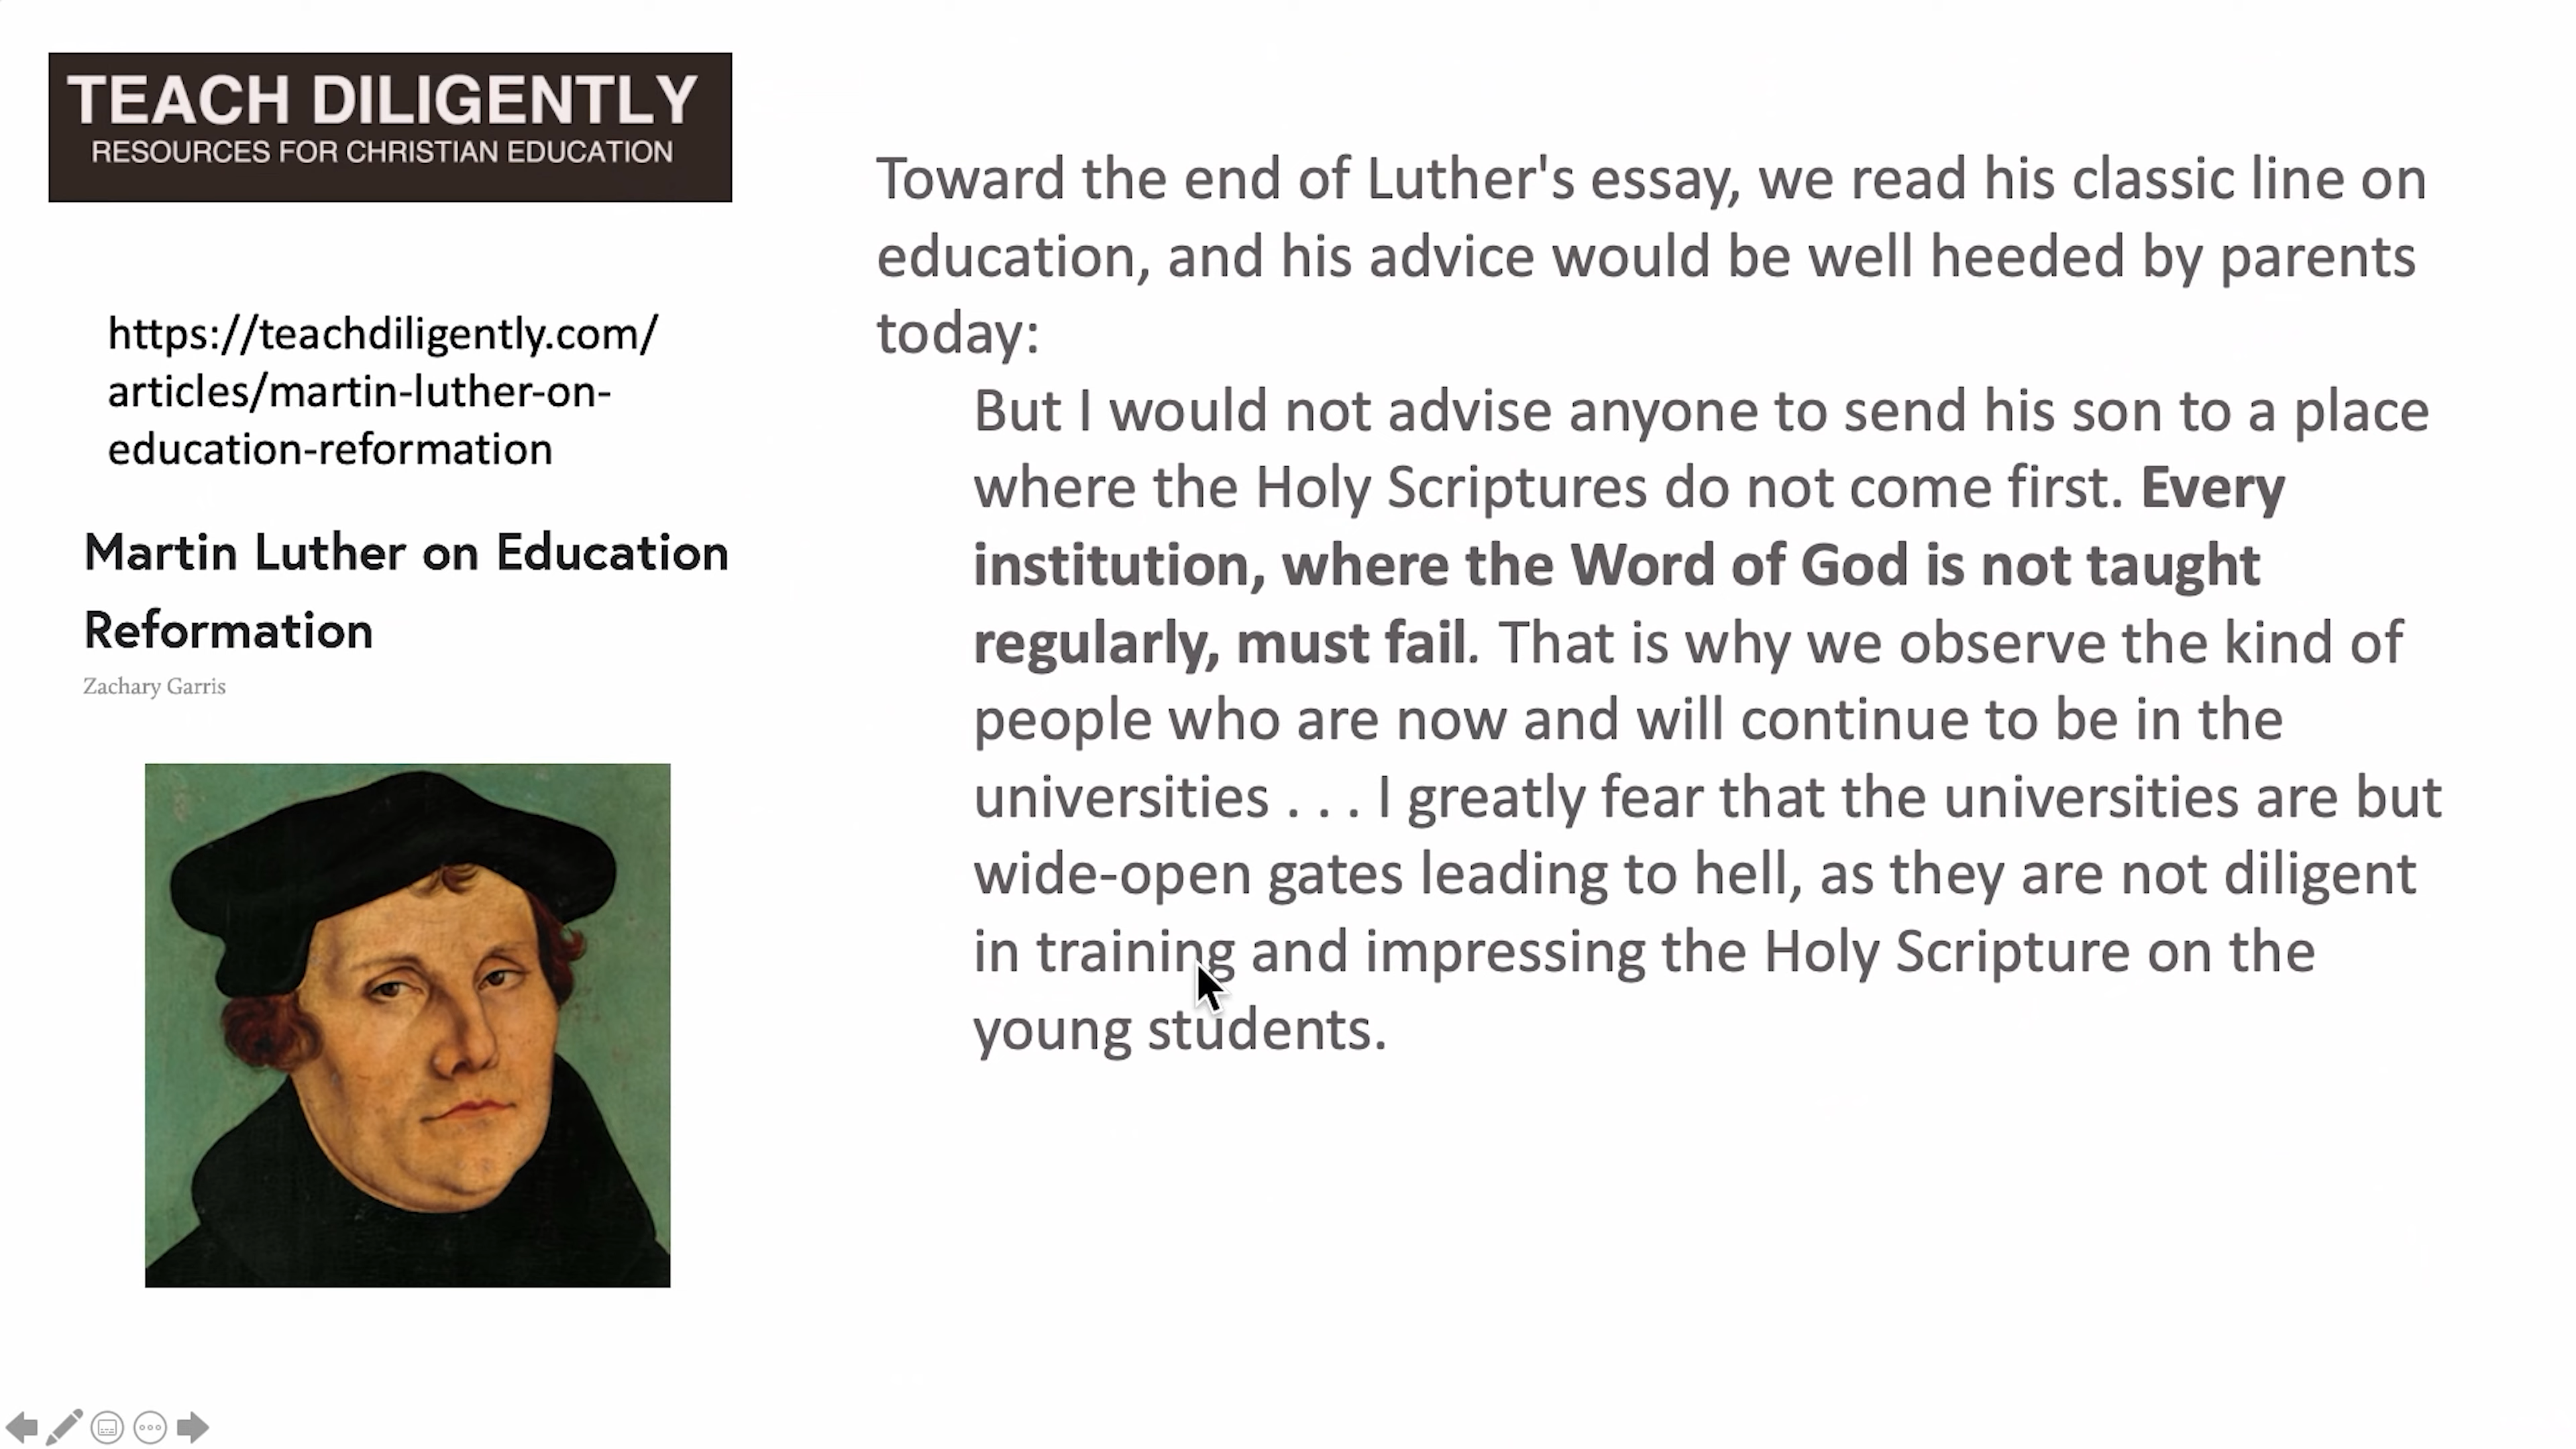 TEACH DILIGENTLY
RESOURCES FOR CHRISTIAN EDUCATION
https://teachdiligently.com/
articles/martin-luther-on-
education-reformation
Martin Luther on Education
Reformation
Zachary Garris
Toward the end of Luther's essay, we read his classic line on
education, and his advice would be well heeded by parents
today:
But I would not advise anyone to send his son to a place
where the Holy Scriptures do not come first. Every
institution, where the Word of God is not taught
regularly, must fail. That is why we observe the kind of
people who are now and will continue to be in the
universities . . . I greatly fear that the universities are but
wide-open gates leading to hell, as they are not diligent
in training and impressing the Holy Scripture on the
young students.